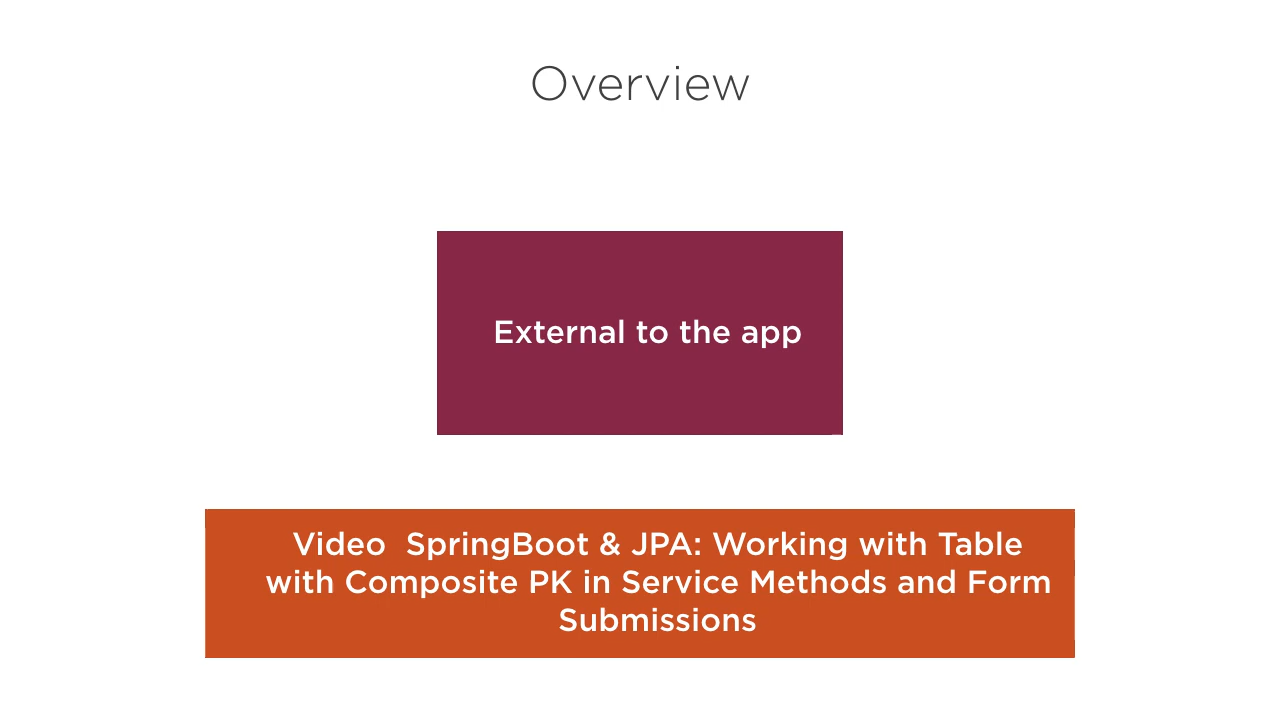 Overview
External to the app
Video  SpringBoot & JPA: Working with Table
with Composite PK in Service Methods and Form
Submissions